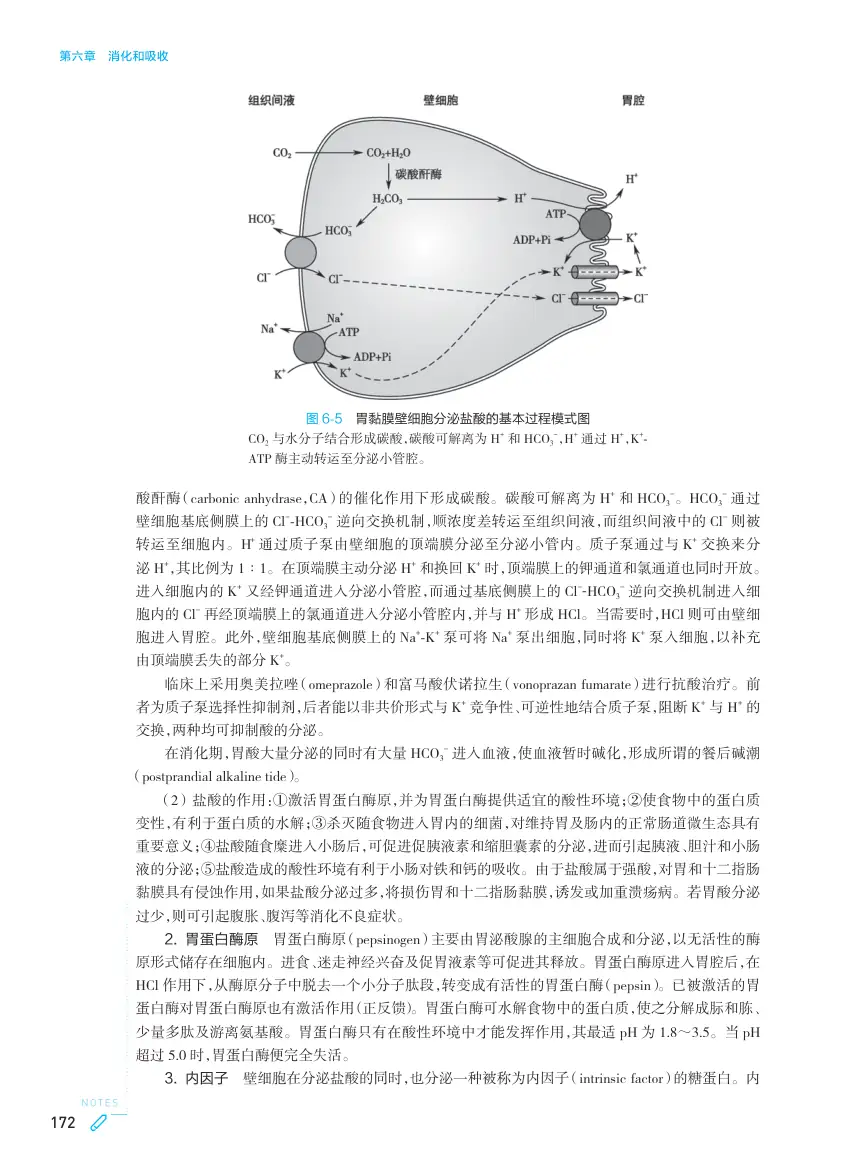 第六章　消化和吸收
组织间液　壁细胞　胃腔
CO₂　CO₂+H₂O
碳酸酐酶
H⁺
H₂CO₃　H⁺
ATP
HCO₃⁻　HCO₃⁻
ADP+Pi　K⁺
Cl⁻　Cl⁻　K⁺　K⁺
Cl⁻　Cl⁻
Na⁺　Na⁺
ATP
ADP+Pi
K⁺　K⁺
图 6-5　胃黏膜壁细胞分泌盐酸的基本过程模式图
CO₂ 与水分子结合形成碳酸,碳酸可解离为 H⁺ 和 HCO₃⁻,H⁺ 通过 H⁺,K⁺-
ATP 酶主动转运至分泌小管腔。
酸酐酶(carbonic anhydrase,CA)的催化作用下形成碳酸。碳酸可解离为 H⁺ 和 HCO₃⁻。HCO₃⁻ 通过
壁细胞基底侧膜上的 Cl⁻-HCO₃⁻ 逆向交换机制,顺浓度差转运至组织间液,而组织间液中的 Cl⁻ 则被
转运至细胞内。H⁺ 通过质子泵由壁细胞的顶端膜分泌至分泌小管内。质子泵通过与 K⁺ 交换来分
泌 H⁺,其比例为 1∶1。在顶端膜主动分泌 H⁺ 和换回 K⁺ 时,顶端膜上的钾通道和氯通道也同时开放。
进入细胞内的 K⁺ 又经钾通道进入分泌小管腔,而通过基底侧膜上的 Cl⁻-HCO₃⁻ 逆向交换机制进入细
胞内的 Cl⁻ 再经顶端膜上的氯通道进入分泌小管腔内,并与 H⁺ 形成 HCl。当需要时,HCl 则可由壁细
胞进入胃腔。此外,壁细胞基底侧膜上的 Na⁺-K⁺ 泵可将 Na⁺ 泵出细胞,同时将 K⁺ 泵入细胞,以补充
由顶端膜丢失的部分 K⁺。
临床上采用奥美拉唑(omeprazole)和富马酸伏诺拉生(vonoprazan fumarate)进行抗酸治疗。前
者为质子泵选择性抑制剂,后者能以非共价形式与 K⁺ 竞争性、可逆性地结合质子泵,阻断 K⁺ 与 H⁺ 的
交换,两种均可抑制酸的分泌。
在消化期,胃酸大量分泌的同时有大量 HCO₃⁻ 进入血液,使血液暂时碱化,形成所谓的餐后碱潮
(postprandial alkaline tide)。
(2)盐酸的作用:①激活胃蛋白酶原,并为胃蛋白酶提供适宜的酸性环境;②使食物中的蛋白质
变性,有利于蛋白质的水解;③杀灭随食物进入胃内的细菌,对维持胃及肠内的正常肠道微生态具有
重要意义;④盐酸随食糜进入小肠后,可促进促胰液素和缩胆囊素的分泌,进而引起胰液、胆汁和小肠
液的分泌;⑤盐酸造成的酸性环境有利于小肠对铁和钙的吸收。由于盐酸属于强酸,对胃和十二指肠
黏膜具有侵蚀作用,如果盐酸分泌过多,将损伤胃和十二指肠黏膜,诱发或加重溃疡病。若胃酸分泌
过少,则可引起腹胀、腹泻等消化不良症状。
2. 胃蛋白酶原　胃蛋白酶原(pepsinogen)主要由胃泌酸腺的主细胞合成和分泌,以无活性的酶
原形式储存在细胞内。进食、迷走神经兴奋及促胃液素等可促进其释放。胃蛋白酶原进入胃腔后,在
HCl 作用下,从酶原分子中脱去一个小分子肽段,转变成有活性的胃蛋白酶(pepsin)。已被激活的胃
蛋白酶对胃蛋白酶原也有激活作用(正反馈)。胃蛋白酶可水解食物中的蛋白质,使之分解成䏡和胨、
少量多肽及游离氨基酸。胃蛋白酶只有在酸性环境中才能发挥作用,其最适 pH 为 1.8～3.5。当 pH
超过 5.0 时,胃蛋白酶便完全失活。
3. 内因子　壁细胞在分泌盐酸的同时,也分泌一种被称为内因子(intrinsic factor)的糖蛋白。内
NOTES
172